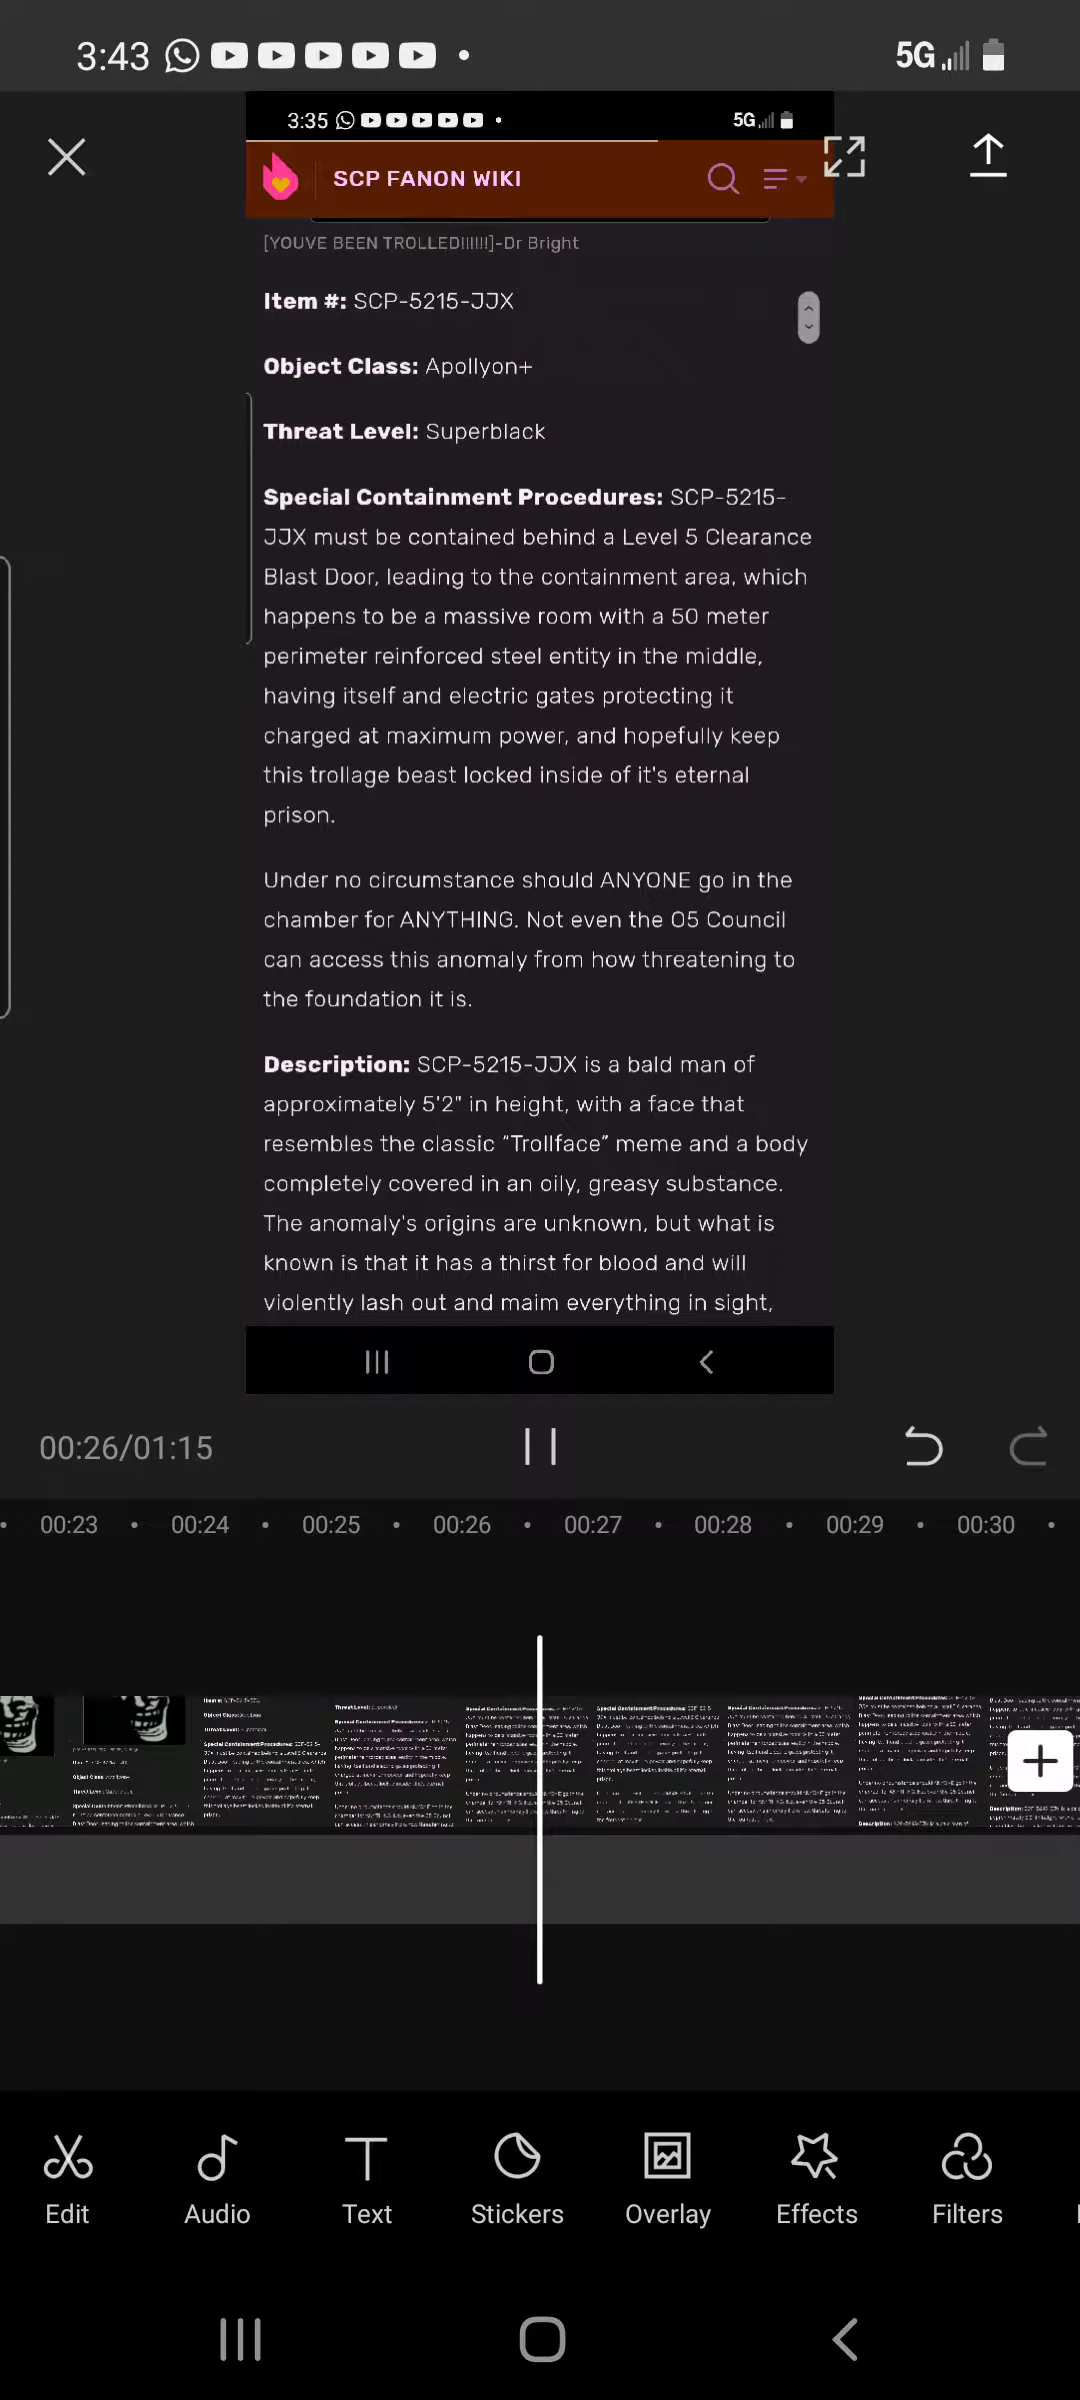 3:43
5G
3:35
5G
SCP FANON WIKI
[YOUVE BEEN TROLLED!!!!!!]-Dr Bright
Item #: SCP-5215-JJX
Object Class: Apollyon+
Threat Level: Superblack
Special Containment Procedures: SCP-5215-
JJX must be contained behind a Level 5 Clearance
Blast Door, leading to the containment area, which
happens to be a massive room with a 50 meter
perimeter reinforced steel entity in the middle,
having itself and electric gates protecting it
charged at maximum power, and hopefully keep
this trollage beast locked inside of it's eternal
prison.
Under no circumstance should ANYONE go in the
chamber for ANYTHING. Not even the O5 Council
can access this anomaly from how threatening to
the foundation it is.
Description: SCP-5215-JJX is a bald man of
approximately 5'2" in height, with a face that
resembles the classic “Trollface” meme and a body
completely covered in an oily, greasy substance.
The anomaly's origins are unknown, but what is
known is that it has a thirst for blood and will
violently lash out and maim everything in sight,
00:26/01:15
00:23 00:24 00:25 00:26 00:27 00:28 00:29 00:30
Edit Audio Text Stickers Overlay Effects Filters